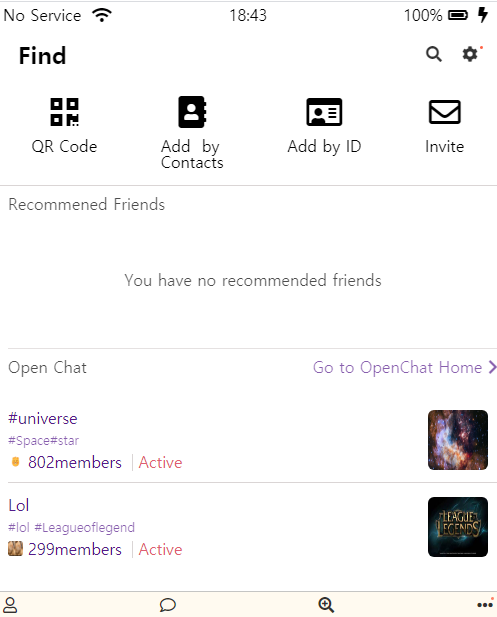 No Service 18:43 100%
Find
QR Code Add by Contacts Add by ID Invite
Recommened Friends
You have no recommended friends
Open Chat Go to OpenChat Home
#universe
#Space#star
802members Active
Lol
#lol #Leagueoflegend
299members Active
LEAGUE
LEGENDS